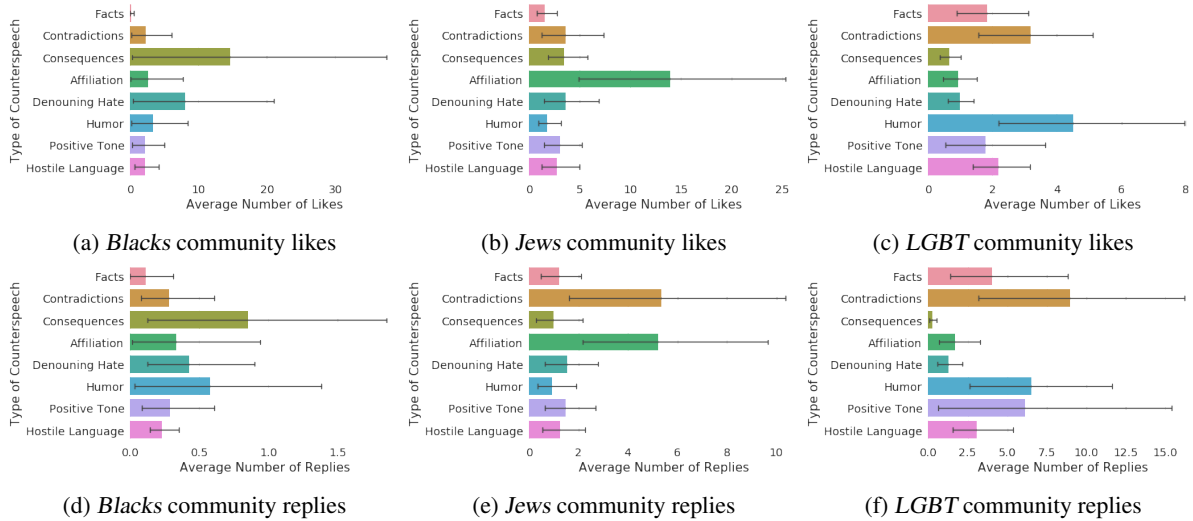 Type of Counterspeech
Facts
Contradictions
Consequences
Affiliation
Denouning Hate
Humor
Positive Tone
Hostile Language
0 10 20 30
Average Number of Likes
(a) Blacks community likes
Type of Counterspeech
Facts
Contradictions
Consequences
Affiliation
Denouning Hate
Humor
Positive Tone
Hostile Language
0 5 10 15 20 25
Average Number of Likes
(b) Jews community likes
Type of Counterspeech
Facts
Contradictions
Consequences
Affiliation
Denouning Hate
Humor
Positive Tone
Hostile Language
0 2 4 6 8
Average Number of Likes
(c) LGBT community likes
Type of Counterspeech
Facts
Contradictions
Consequences
Affiliation
Denouning Hate
Humor
Positive Tone
Hostile Language
0.0 0.5 1.0 1.5
Average Number of Replies
(d) Blacks community replies
Type of Counterspeech
Facts
Contradictions
Consequences
Affiliation
Denouning Hate
Humor
Positive Tone
Hostile Language
0 2 4 6 8 10
Average Number of Replies
(e) Jews community replies
Type of Counterspeech
Facts
Contradictions
Consequences
Affiliation
Denouning Hate
Humor
Positive Tone
Hostile Language
0.0 2.5 5.0 7.5 10.0 12.5 15.0
Average Number of Replies
(f) LGBT community replies